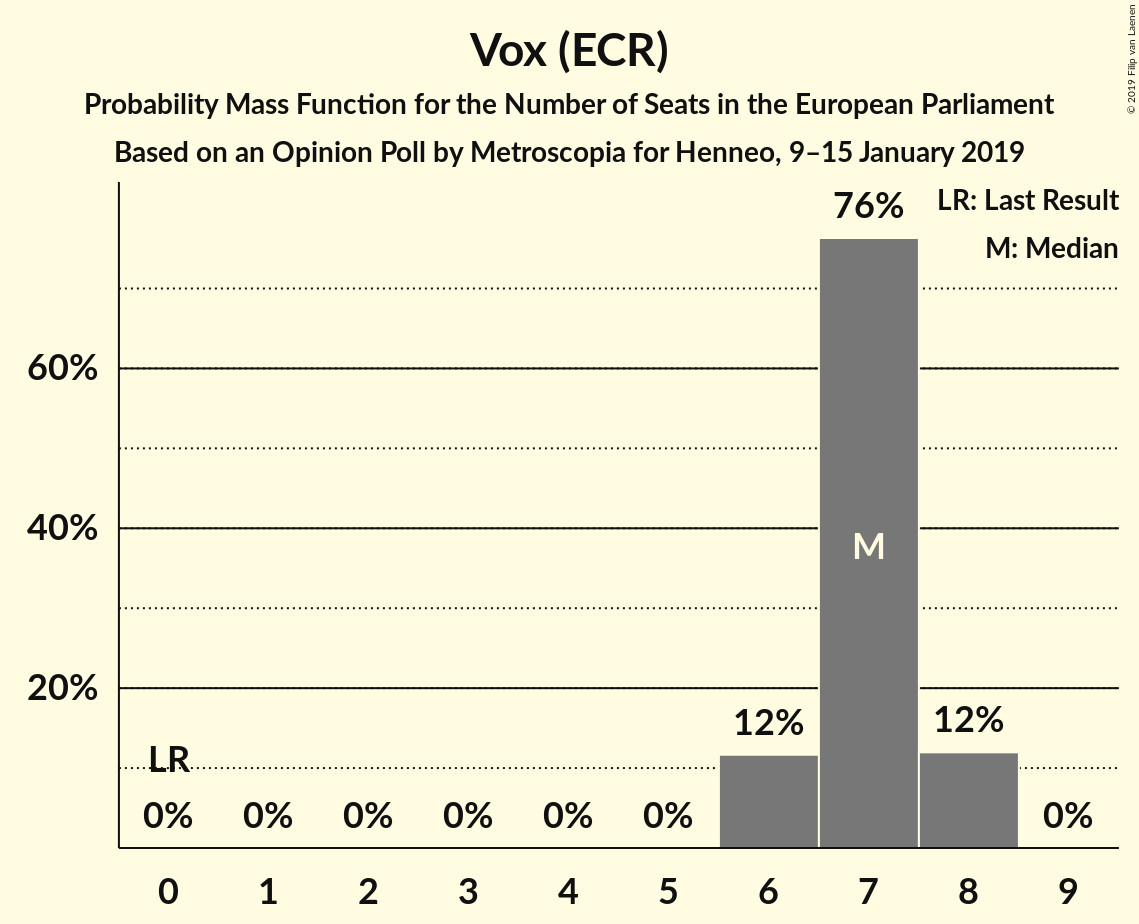 Vox (ECR)
Probability Mass Function for the Number of Seats in the European Parliament
Based on an Opinion Poll by Metroscopia for Henneo, 9–15 January 2019
© 2019 Filip van Laenen
LR: Last Result
M: Median
76%
60%
40%
M
20%
12%
12%
LR
0%
0%
0%
0%
0%
0%
0%
0
1
2
3
4
5
6
7
8
9